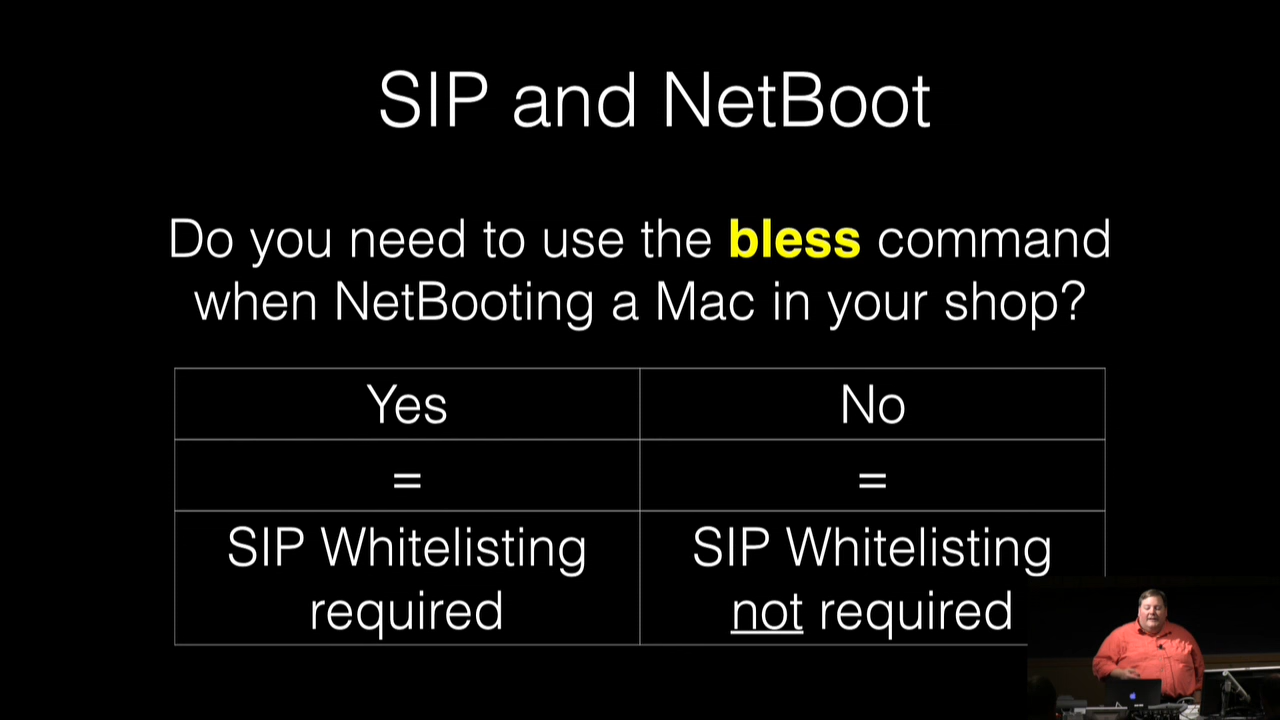 SIP and NetBoot
Do you need to use the bless command
when NetBooting a Mac in your shop?
Yes
No
=
=
SIP Whitelisting
required
SIP Whitelisting
not required